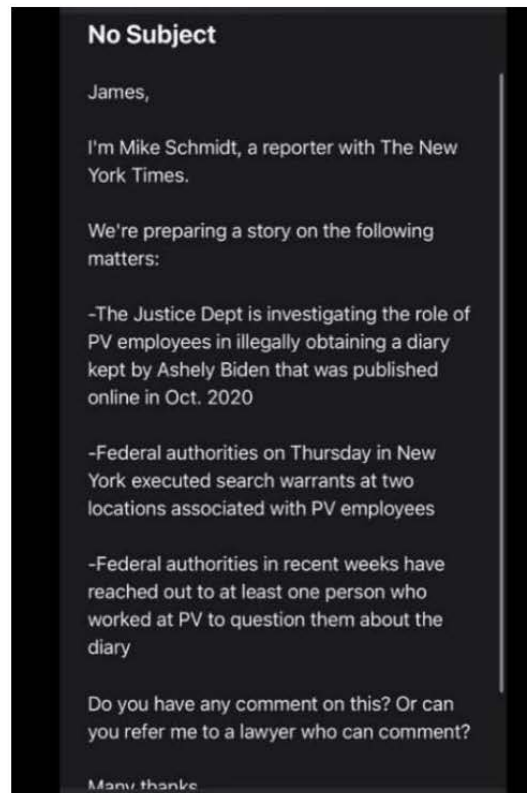 No Subject
James,
I'm Mike Schmidt, a reporter with The New
York Times.
We're preparing a story on the following
matters:
-The Justice Dept is investigating the role of
PV employees in illegally obtaining a diary
kept by Ashely Biden that was published
online in Oct. 2020
-Federal authorities on Thursday in New
York executed search warrants at two
locations associated with PV employees
-Federal authorities in recent weeks have
reached out to at least one person who
worked at PV to question them about the
diary
Do you have any comment on this? Or can
you refer me to a lawyer who can comment?
Many thanks